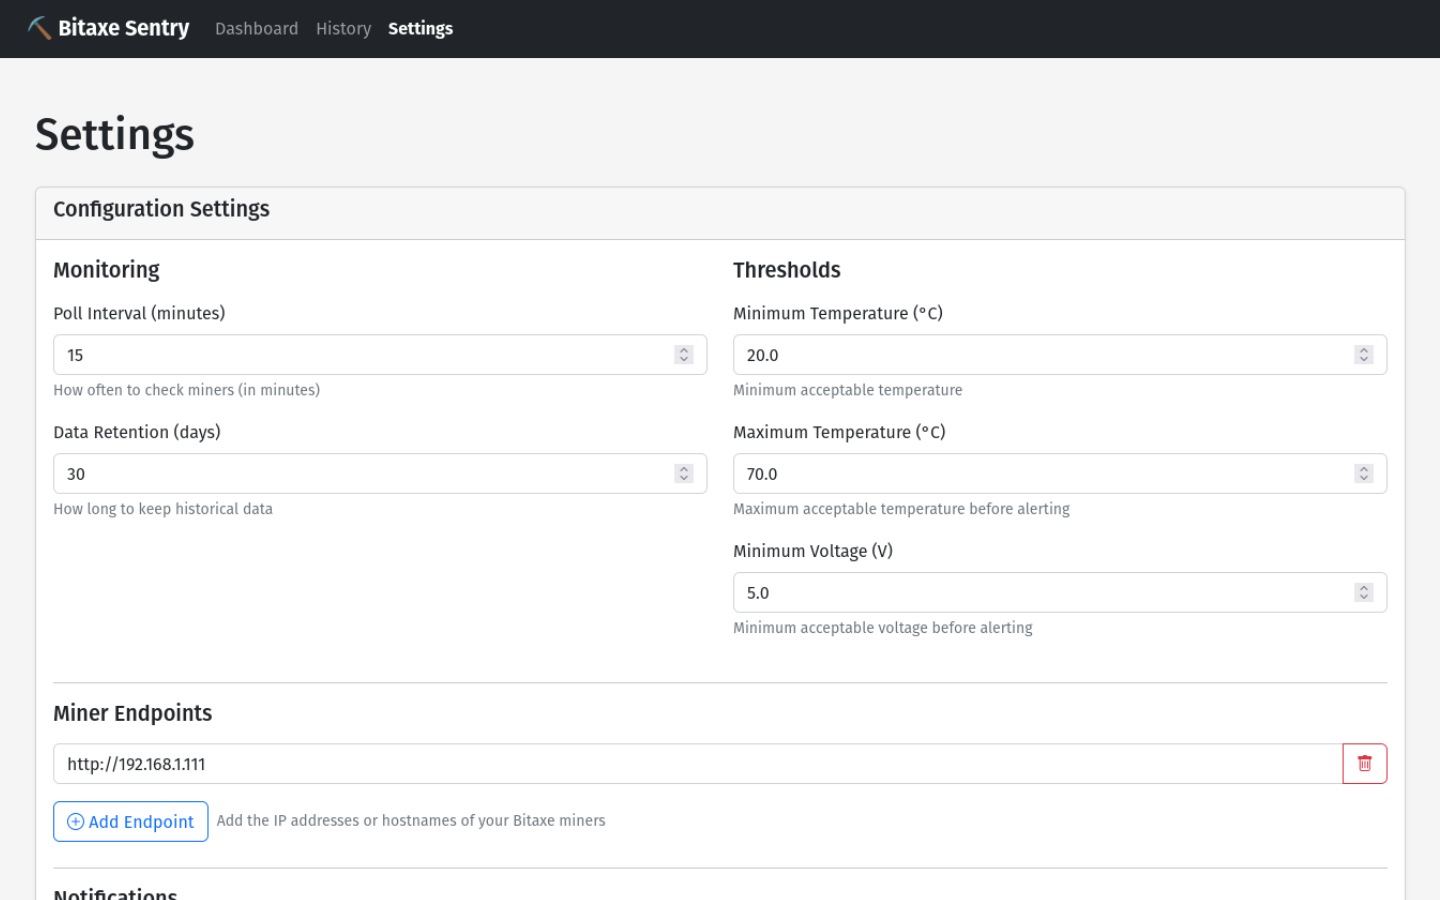 Bitaxe Sentry Dashboard History Settings
Settings
Configuration Settings
Monitoring
Poll Interval (minutes)
15
How often to check miners (in minutes)
Data Retention (days)
30
How long to keep historical data
Thresholds
Minimum Temperature (°C)
20.0
Minimum acceptable temperature
Maximum Temperature (°C)
70.0
Maximum acceptable temperature before alerting
Minimum Voltage (V)
5.0
Minimum acceptable voltage before alerting
Miner Endpoints
http://192.168.1.111
Add Endpoint Add the IP addresses or hostnames of your Bitaxe miners
Notifications